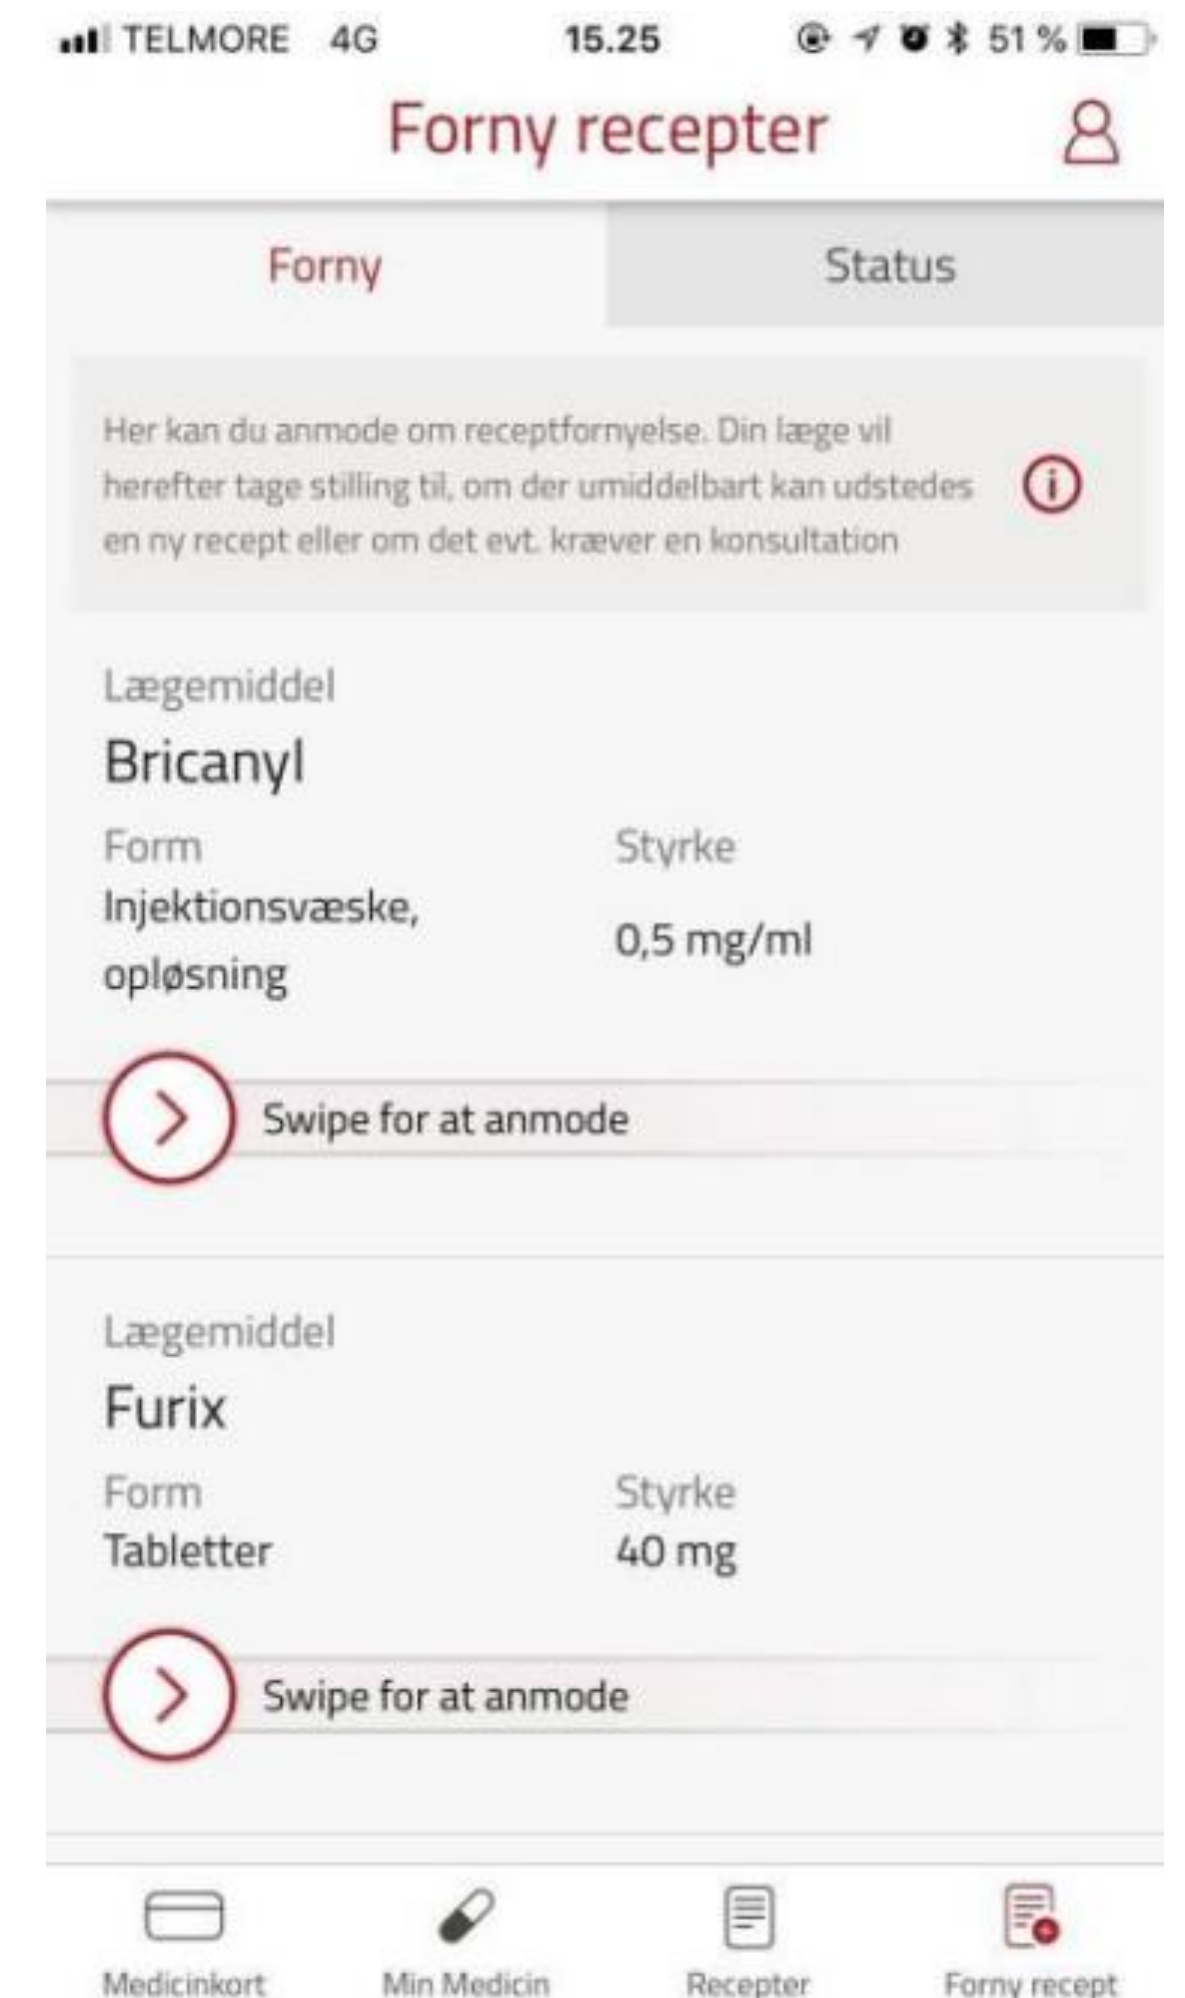 TELMORE 4G 15.25 51 %
Forny recepter
Forny Status
Her kan du anmode om receptfornyelse. Din læge vil
herefter tage stilling til, om der umiddelbart kan udstedes
en ny recept eller om det evt. kræver en konsultation
Lægemiddel
Bricanyl
Form Styrke
Injektionsvæske,
opløsning
0,5 mg/ml
Swipe for at anmode
Lægemiddel
Furix
Form Styrke
Tabletter 40 mg
Swipe for at anmode
Medicinkort Min Medicin Recepter Forny recept